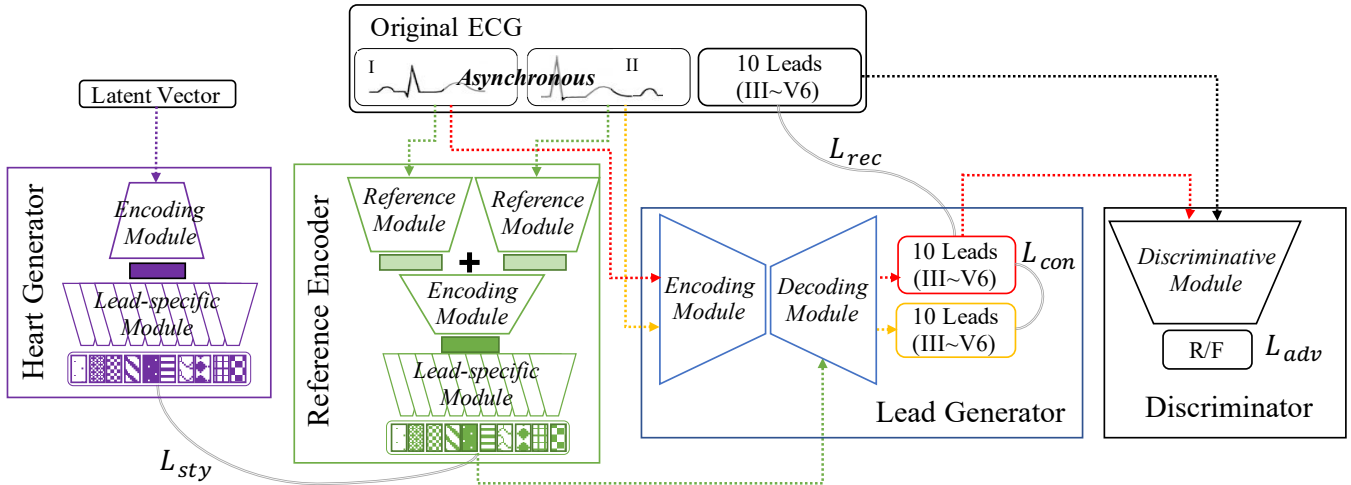 Original ECG
I
Asynchronous
II
10 Leads
(III~V6)
Latent Vector
Heart Generator
Encoding
Module
Lead-specific
Module
L_sty
Reference Encoder
Reference
Module
Reference
Module
+
Encoding
Module
Lead-specific
Module
L_rec
Encoding
Module
Decoding
Module
10 Leads
(III~V6)
10 Leads
(III~V6)
L_con
Lead Generator
Discriminative
Module
R/F
L_adv
Discriminator